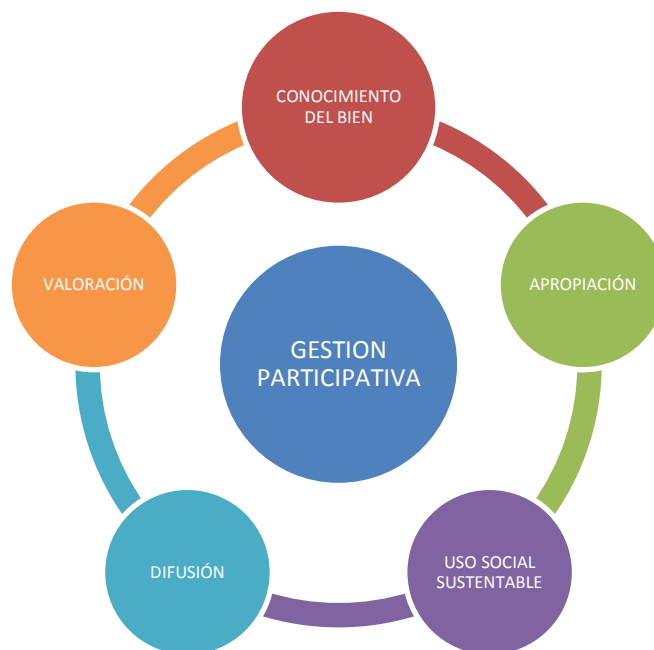 CONOCIMIENTO
DEL BIEN
VALORACIÓN
APROPIACIÓN
GESTION
PARTICIPATIVA
DIFUSIÓN
USO SOCIAL
SUSTENTABLE